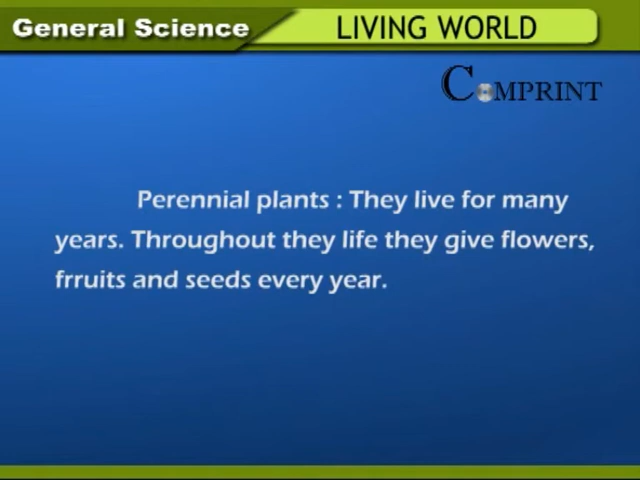 General Science
LIVING WORLD
COMPRINT
Perennial plants : They live for many
years. Throughout they life they give flowers,
frruits and seeds every year.